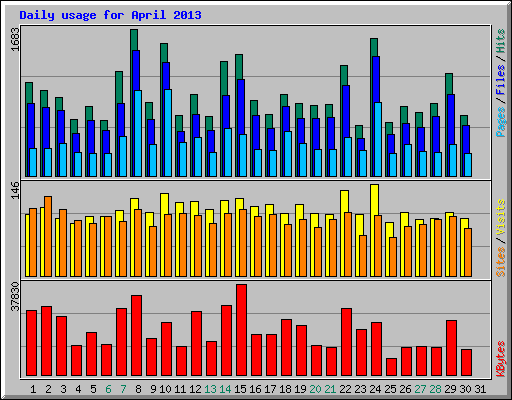 Daily usage for April 2013
1683
Pages / Files / Hits
146
Sites / Visits
37830
KBytes
1 2 3 4 5 6 7 8 9 10 11 12 13 14 15 16 17 18 19 20 21 22 23 24 25 26 27 28 29 30 31